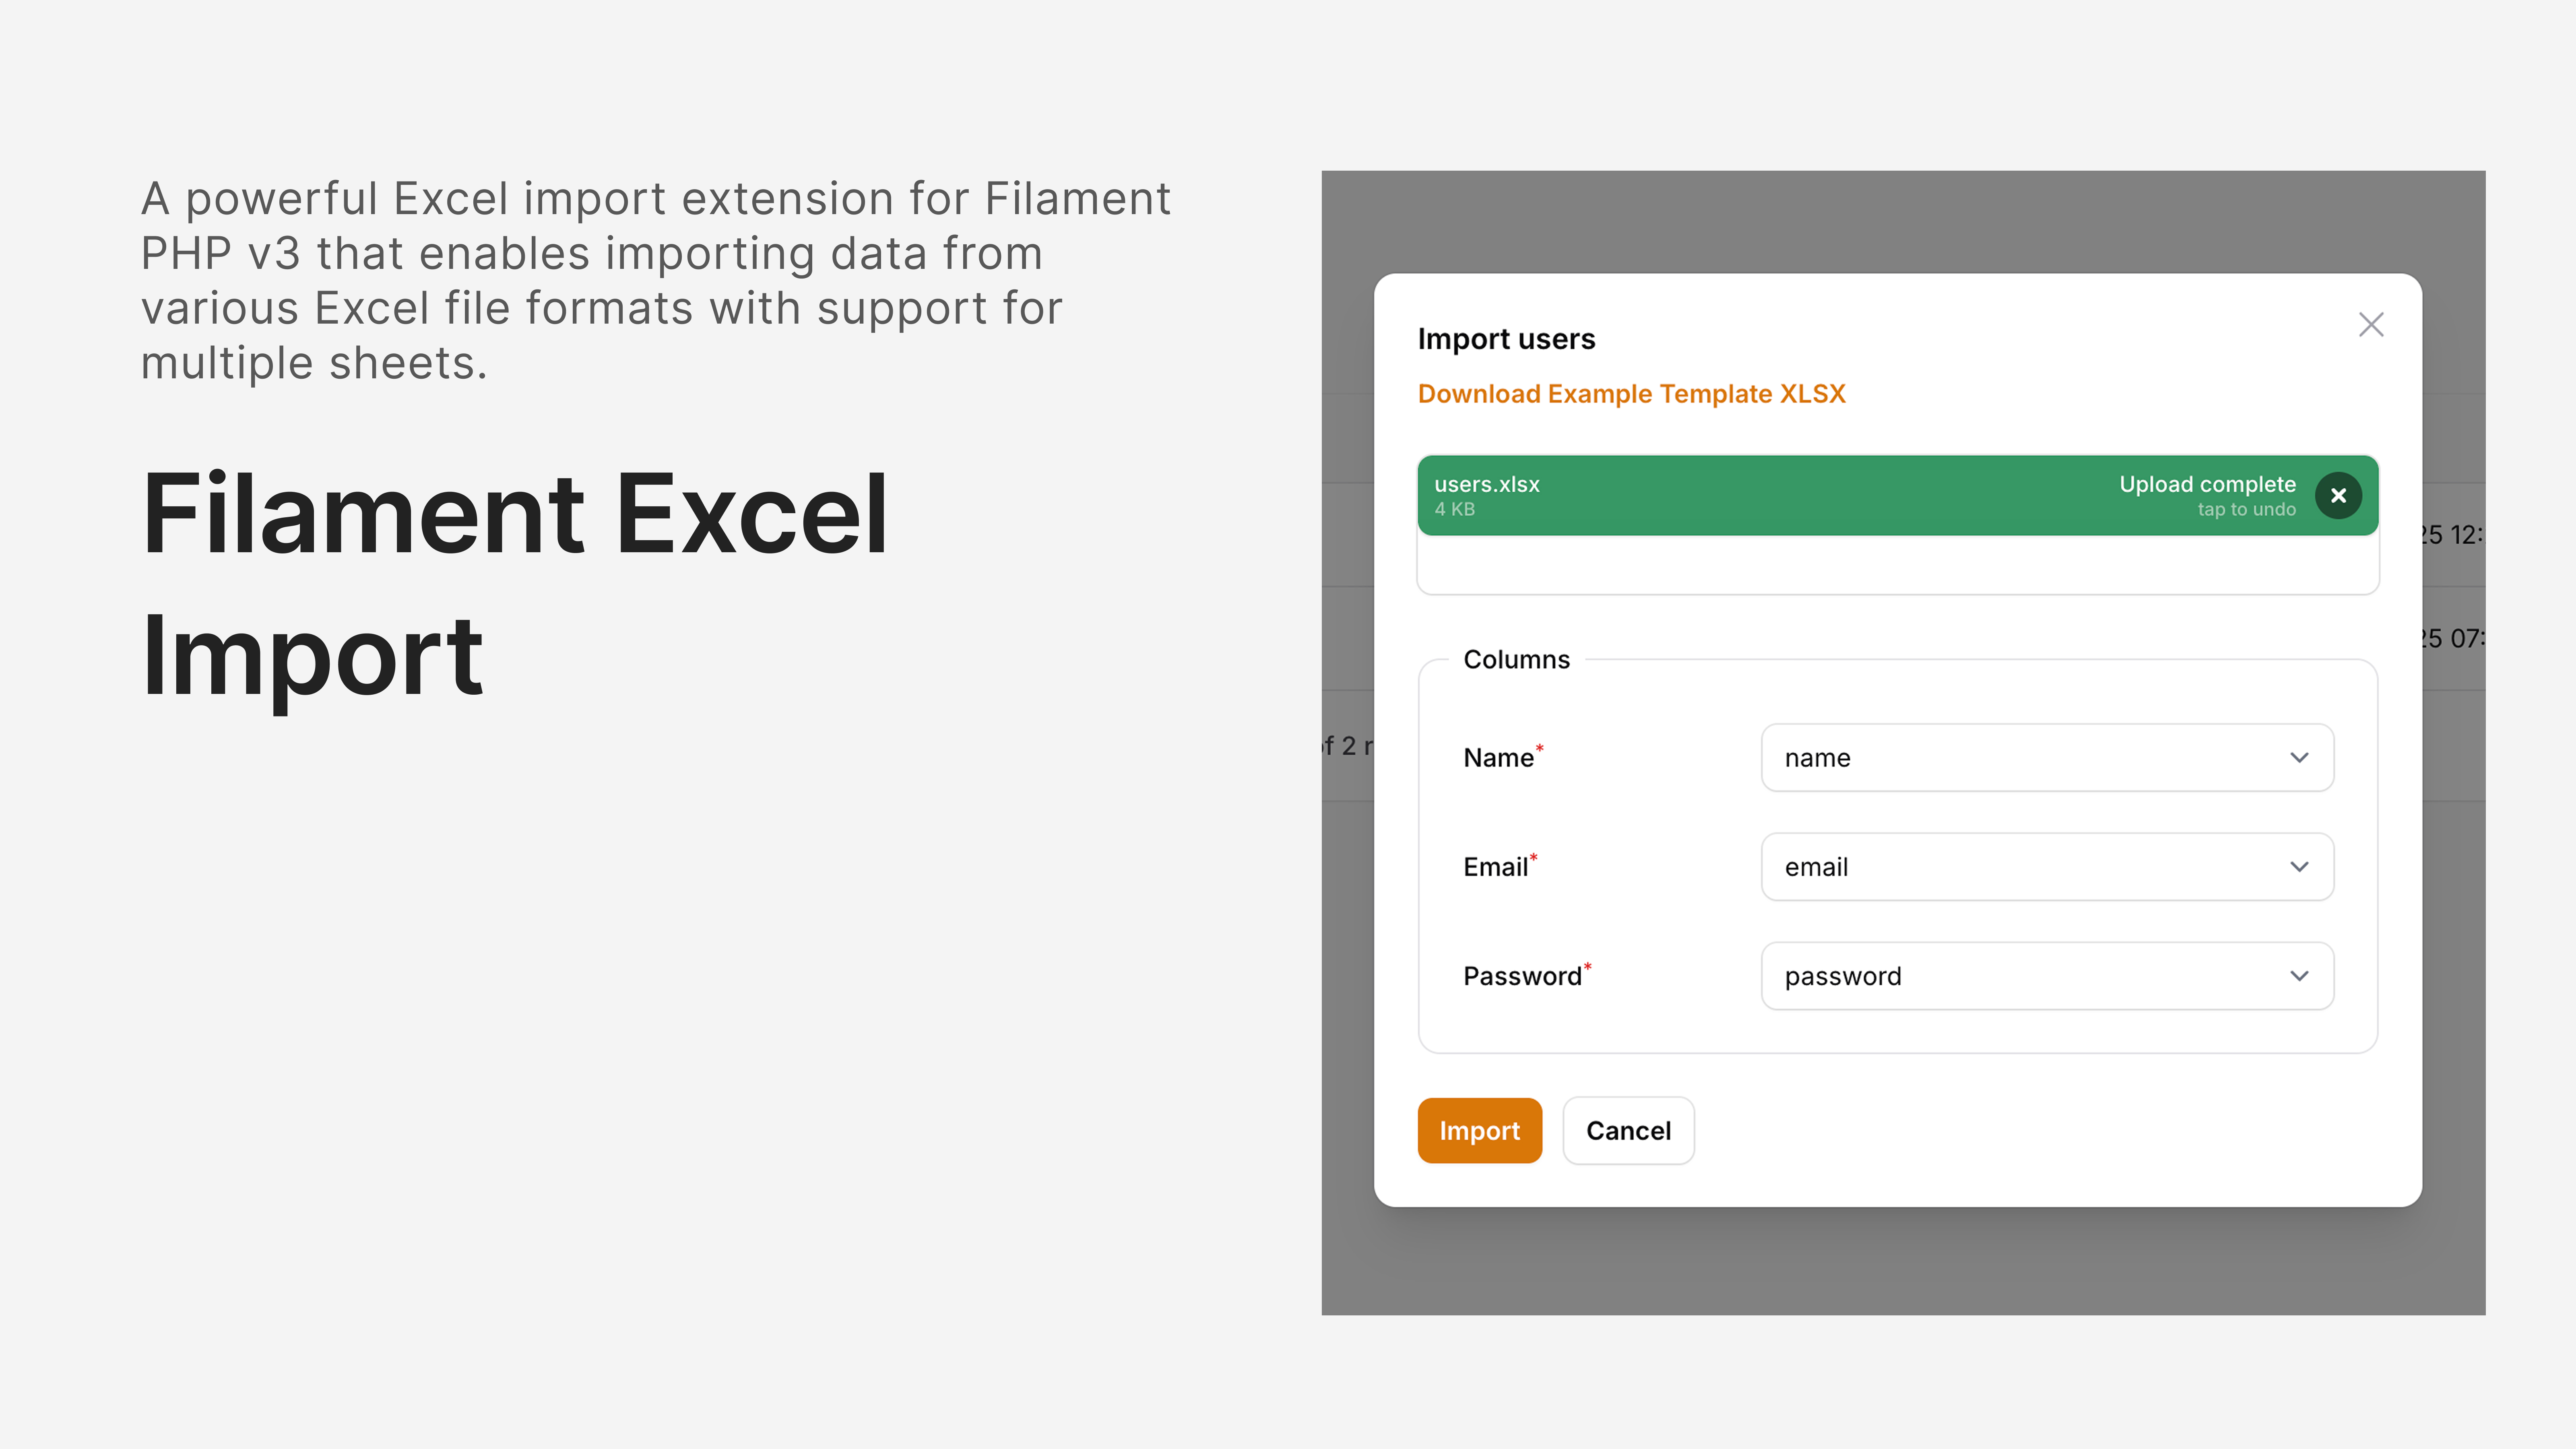 A powerful Excel import extension for Filament
PHP v3 that enables importing data from
various Excel file formats with support for
multiple sheets.
Filament Excel
Import
Import users
Download Example Template XLSX
users.xlsx
4 KB
Upload complete
tap to undo
25 12:
25 07:
of 2 r
Columns
Name*
name
Email*
email
Password*
password
Import
Cancel